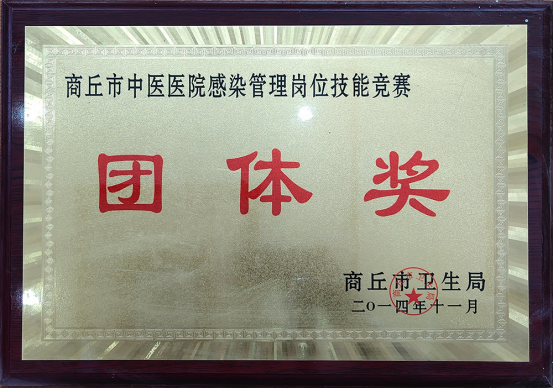 商丘市中医医院感染管理岗位技能竞赛
团体奖
商丘市卫生局
二〇一四年十一月